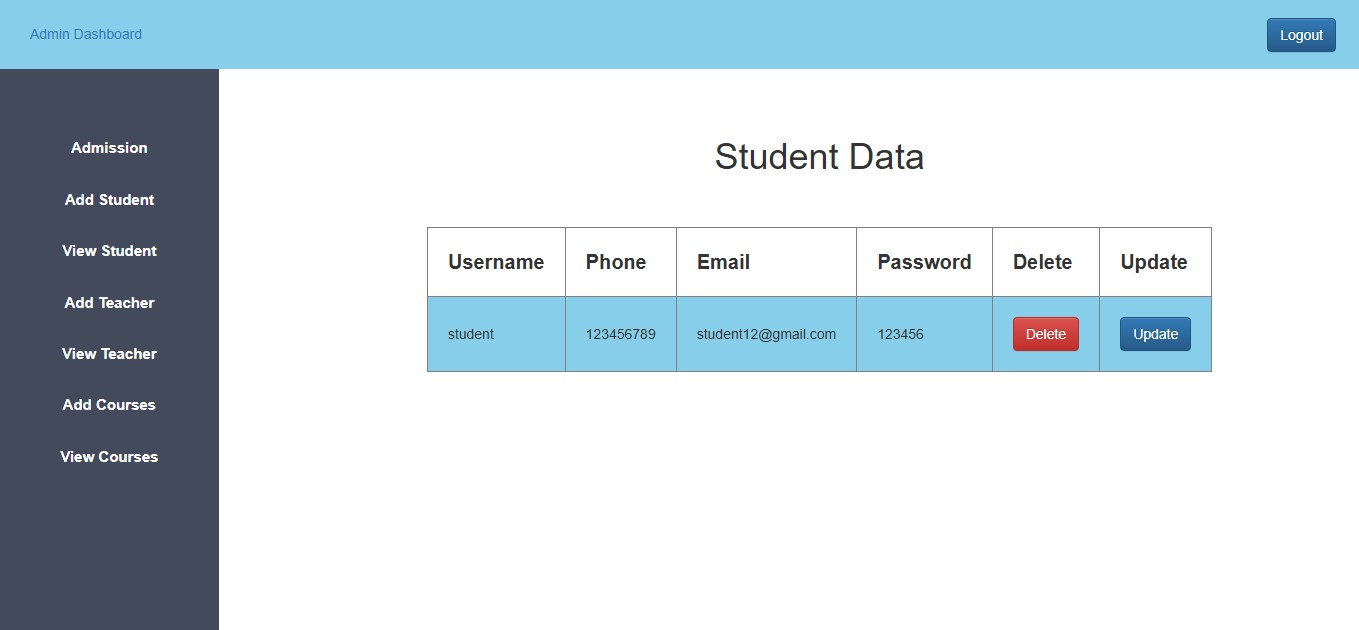 Admin Dashboard
Logout
Admission
Add Student
View Student
Add Teacher
View Teacher
Add Courses
View Courses
Student Data
Username Phone Email Password Delete Update
student 123456789 student12@gmail.com 123456 Delete Update